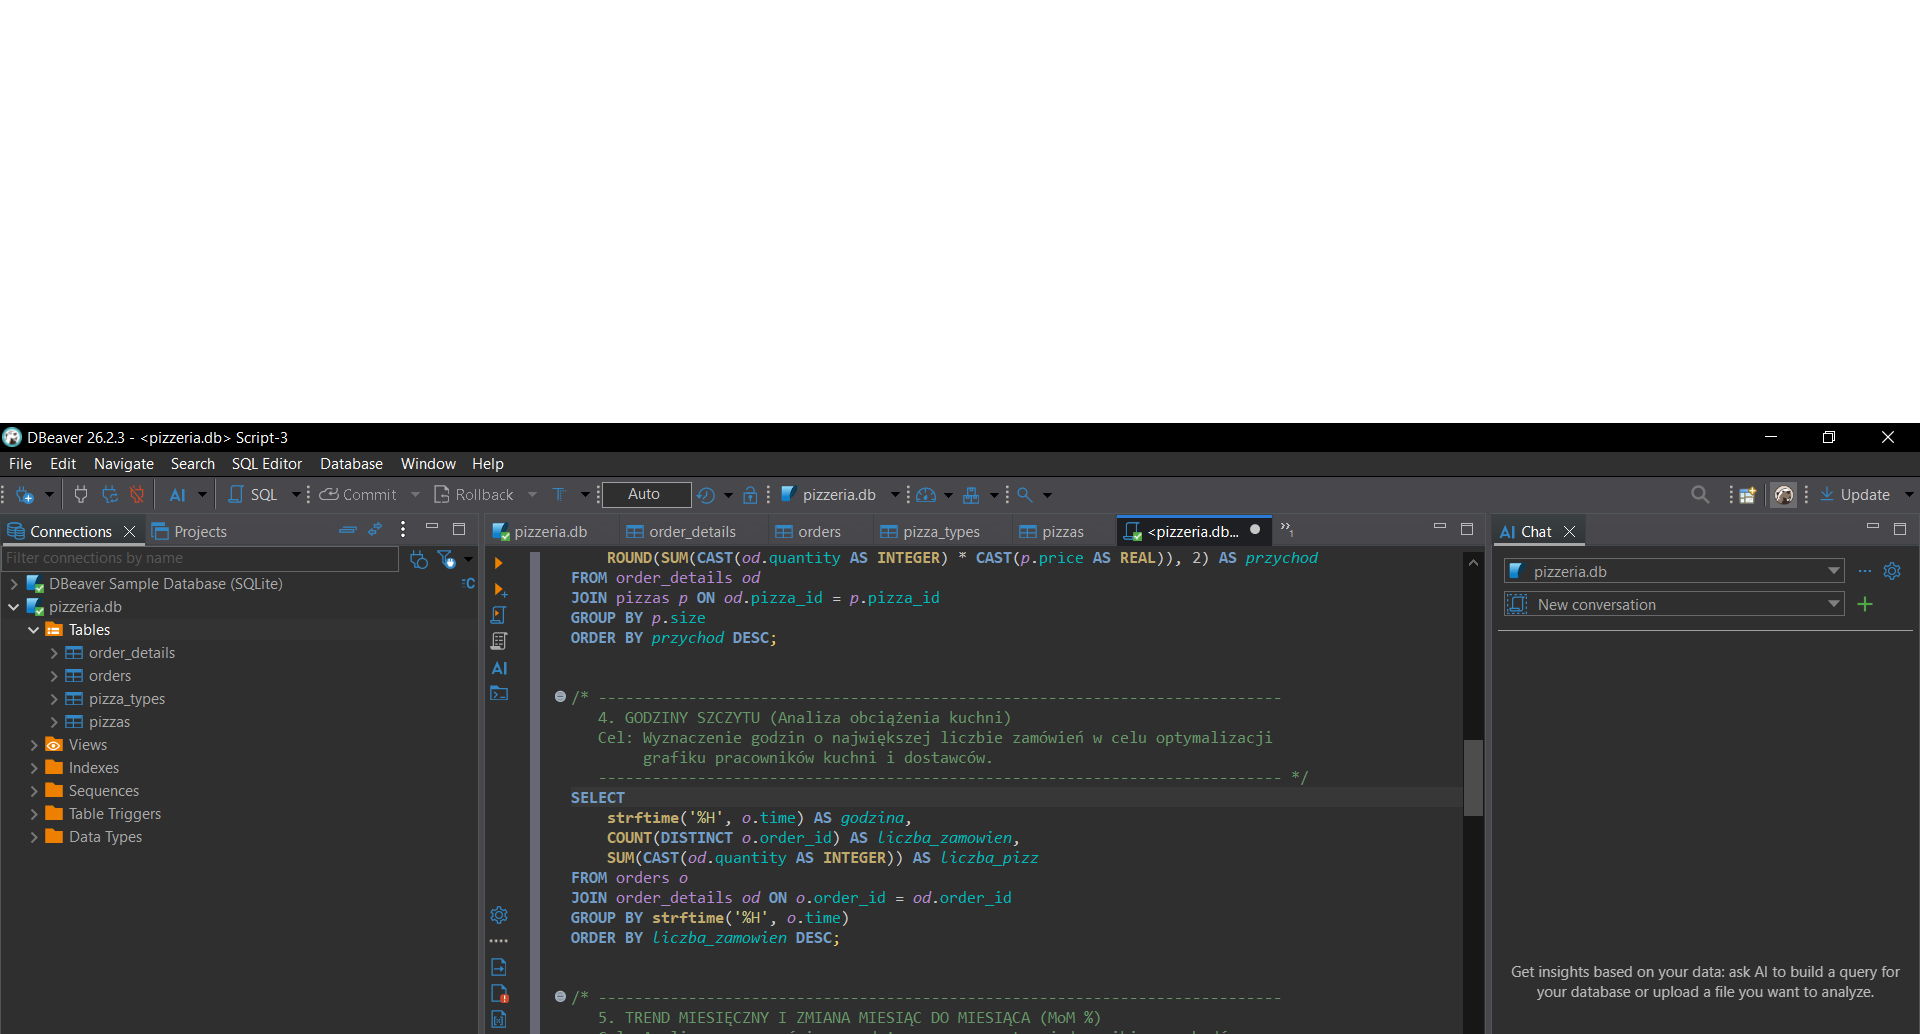 DBeaver 26.2.3 - <pizzeria.db> Script-3
File Edit Navigate Search SQL Editor Database Window Help
AI SQL Commit Rollback Auto pizzeria.db Update
Connections Projects
Filter connections by name
DBeaver Sample Database (SQLite)
pizzeria.db
Tables
order_details
orders
pizza_types
pizzas
Views
Indexes
Sequences
Table Triggers
Data Types
pizzeria.db order_details orders pizza_types pizzas <pizzeria.db... »1
ROUND(SUM(CAST(od.quantity AS INTEGER) * CAST(p.price AS REAL)), 2) AS przychod
FROM order_details od
JOIN pizzas p ON od.pizza_id = p.pizza_id
GROUP BY p.size
ORDER BY przychod DESC;
/* ----------------------------------------------------------------------------
4. GODZINY SZCZYTU (Analiza obciążenia kuchni)
Cel: Wyznaczenie godzin o największej liczbie zamówień w celu optymalizacji
grafiku pracowników kuchni i dostawców.
---------------------------------------------------------------------------- */
SELECT
strftime('%H', o.time) AS godzina,
COUNT(DISTINCT o.order_id) AS liczba_zamowien,
SUM(CAST(od.quantity AS INTEGER)) AS liczba_pizz
FROM orders o
JOIN order_details od ON o.order_id = od.order_id
GROUP BY strftime('%H', o.time)
ORDER BY liczba_zamowien DESC;
/* ----------------------------------------------------------------------------
5. TREND MIESIĘCZNY I ZMIANA MIESIĄC DO MIESIĄCA (MoM %)
AI
AI Chat
pizzeria.db
New conversation
Get insights based on your data: ask AI to build a query for
your database or upload a file you want to analyze.